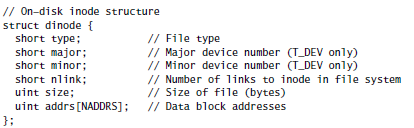 // On-disk inode structure
struct dinode {
  short type;           // File type
  short major;          // Major device number (T_DEV only)
  short minor;          // Minor device number (T_DEV only)
  short nlink;          // Number of links to inode in file system
  uint size;            // Size of file (bytes)
  uint addrs[NADDRS];   // Data block addresses
};